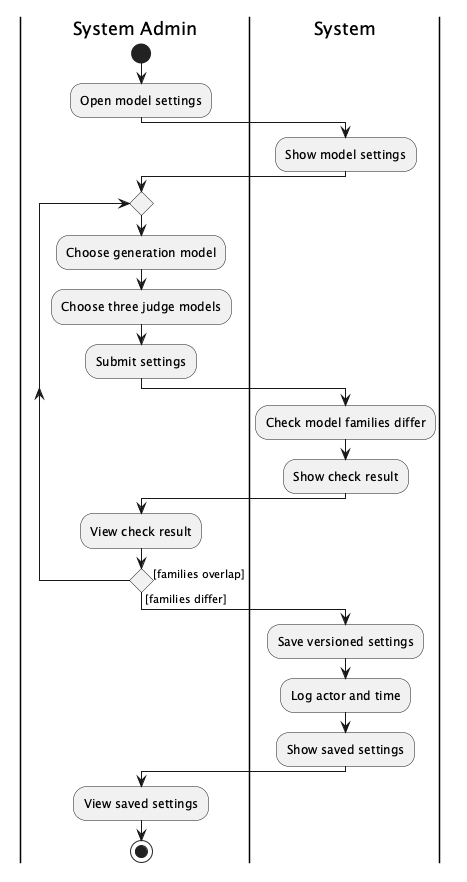 System Admin
System
Open model settings
Show model settings
Choose generation model
Choose three judge models
Submit settings
Check model families differ
Show check result
View check result
[families overlap]
[families differ]
Save versioned settings
Log actor and time
Show saved settings
View saved settings